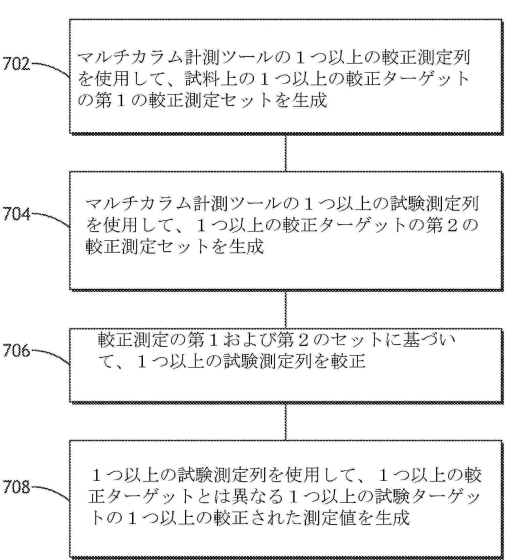 702
マルチカラム計測ツールの１つ以上の較正測定列
を使用して、試料上の１つ以上の較正ターゲット
の第１の較正測定セットを生成
704
マルチカラム計測ツールの１つ以上の試験測定列
を使用して、１つ以上の較正ターゲットの第２の
較正測定セットを生成
706
較正測定の第１および第２のセットに基づい
て、１つ以上の試験測定列を較正
708
１つ以上の試験測定列を使用して、１つ以上の較
正ターゲットとは異なる１つ以上の試験ターゲッ
トの１つ以上の較正された測定値を生成